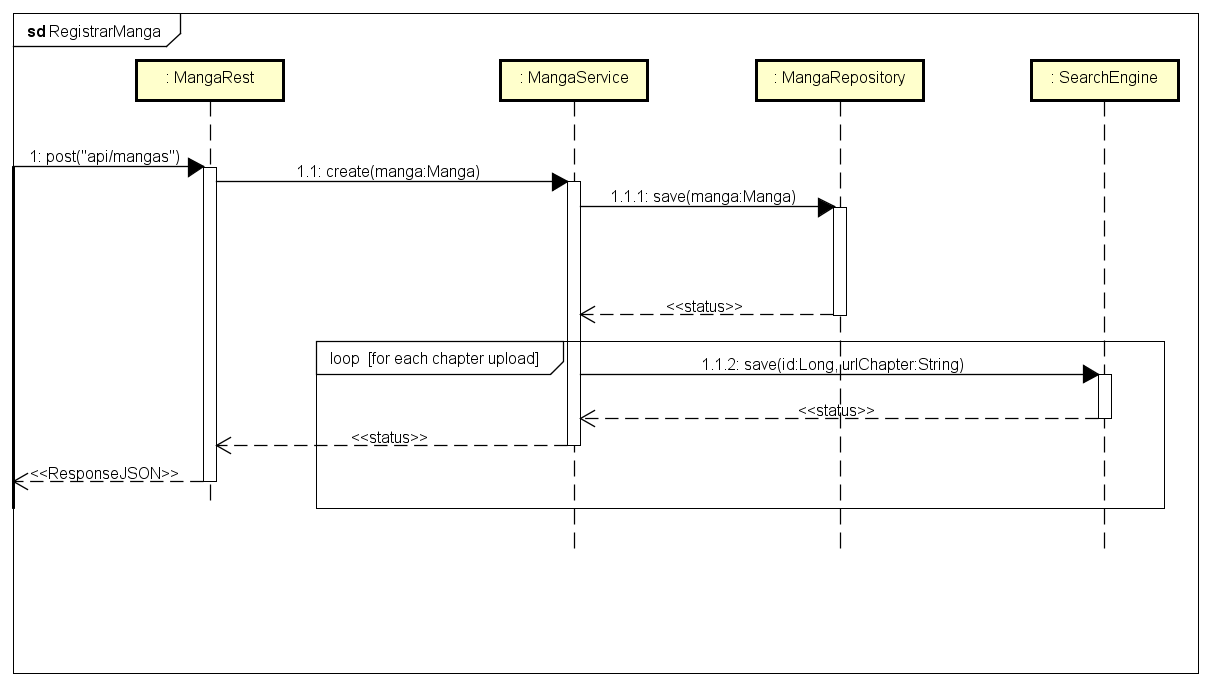 sd RegistrarManga
: MangaRest
: MangaService
: MangaRepository
: SearchEngine
1: post("api/mangas")
1.1: create(manga:Manga)
1.1.1: save(manga:Manga)
<<status>>
loop [for each chapter upload]
1.1.2: save(id:Long, urlChapter:String)
<<status>>
<<status>>
<<ResponseJSON>>